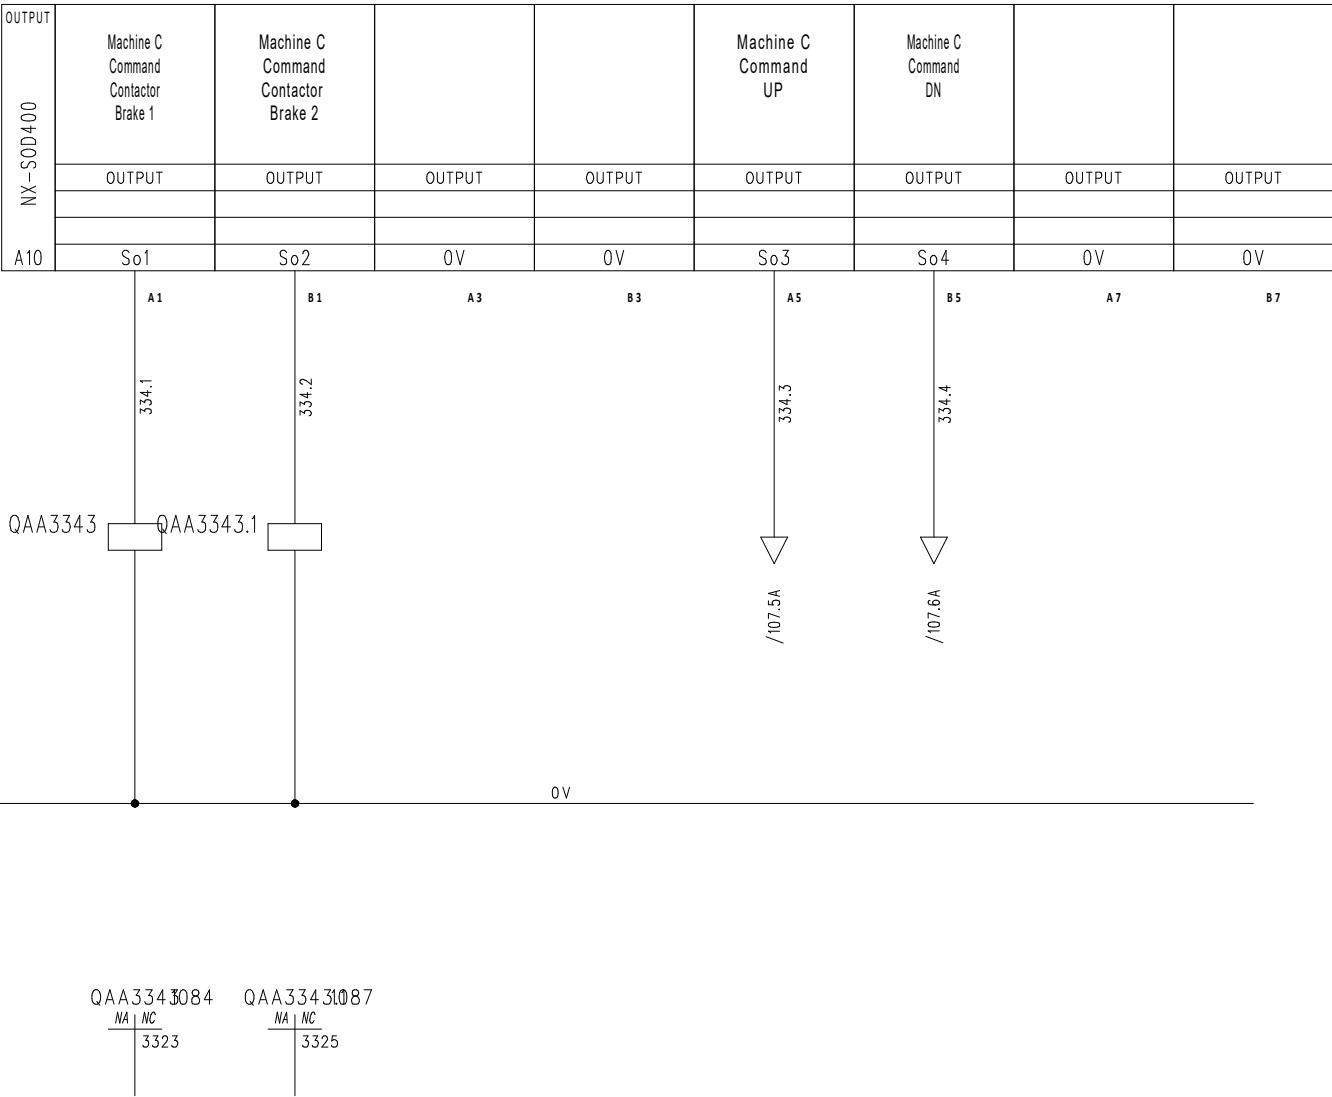 OUTPUT
NX-SOD400
A10
Machine C
Command
Contactor
Brake 1
Machine C
Command
Contactor
Brake 2
Machine C
Command
UP
Machine C
Command
DN
OUTPUT OUTPUT OUTPUT OUTPUT OUTPUT OUTPUT OUTPUT OUTPUT
So1 So2 0V 0V So3 So4 0V 0V
A1 B1 A3 B3 A5 B5 A7 B7
334.1
334.2
334.3
334.4
QAA3343
QAA3343.1
/107.5A
/107.6A
0V
QAA3343
QAA3343.1
NA NC
NA NC
3323
3325